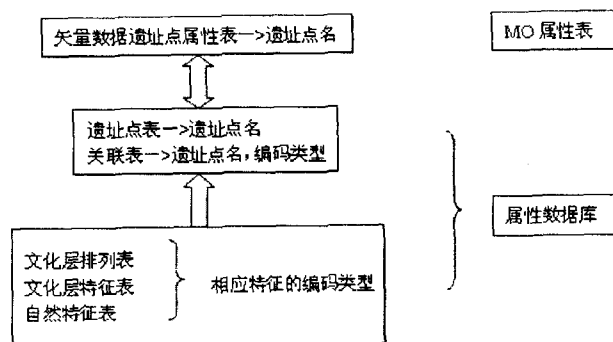 矢量数据遗址点属性表—>遗址点名
MO 属性表
遗址点表—>遗址点名
关联表—>遗址点名,编码类型
属性数据库
文化层排列表
文化层特征表
自然特征表
相应特征的编码类型